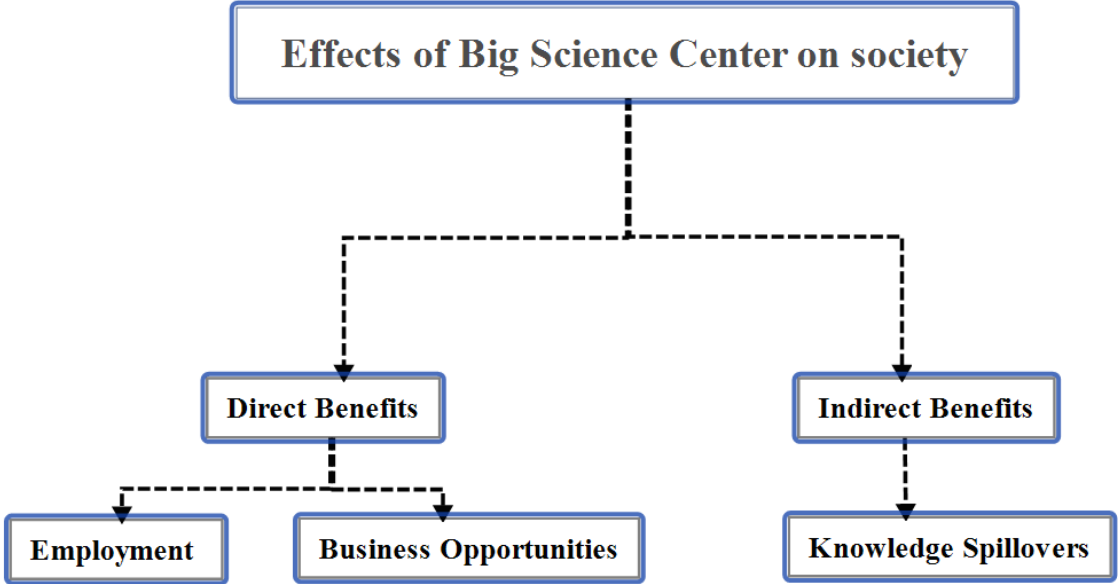 Effects of Big Science Center on society
Direct Benefits
Indirect Benefits
Employment
Business Opportunities
Knowledge Spillovers